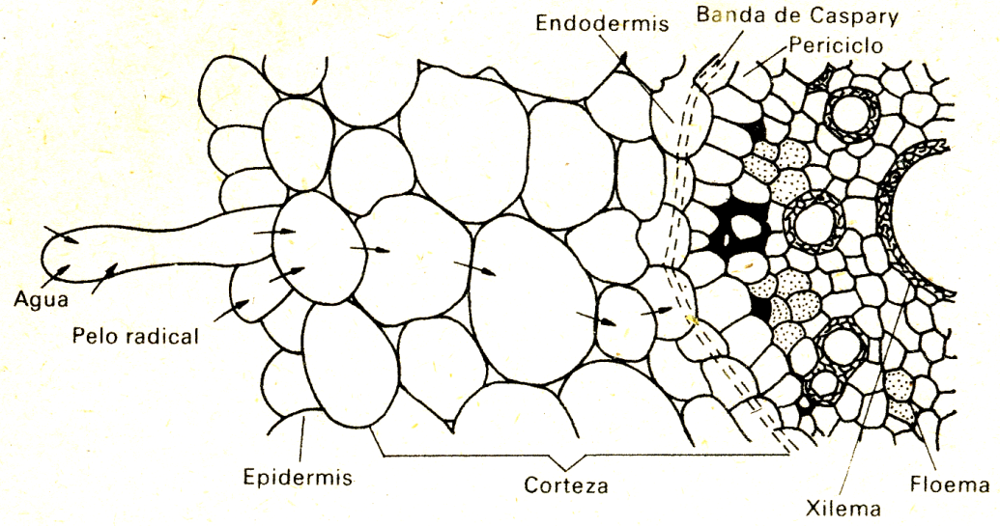 Endodermis
Banda de Caspary
Periciclo
Agua
Pelo radical
Epidermis
Corteza
Xilema
Floema